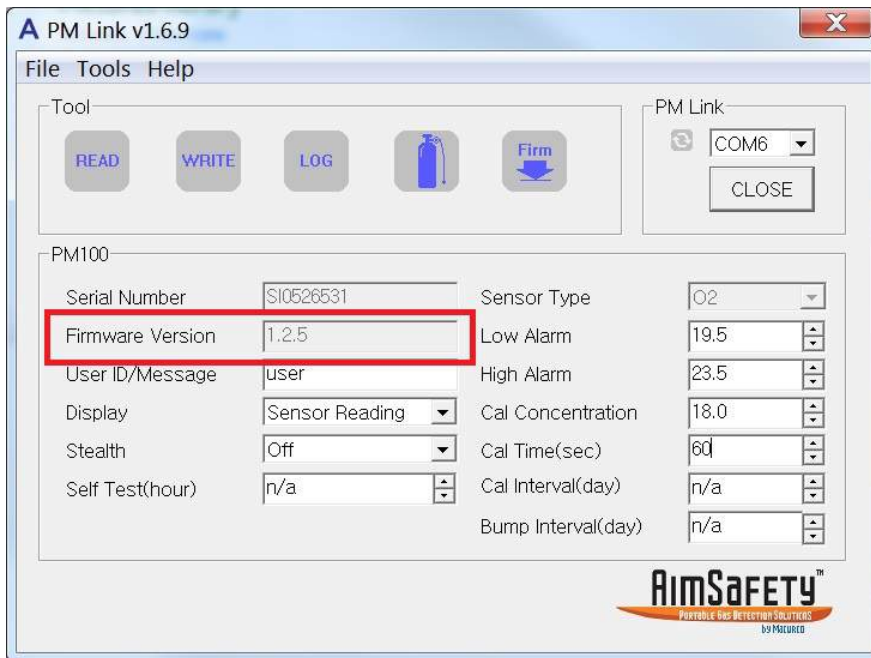 A PM Link v1.6.9
File Tools Help
Tool
READ WRITE LOG Firm
PM Link
COM6
CLOSE
PM100
Serial Number SI0526531
Firmware Version 1.2.5
User ID/Message user
Display Sensor Reading
Stealth Off
Self Test(hour) n/a
Sensor Type O2
Low Alarm 19.5
High Alarm 23.5
Cal Concentration 18.0
Cal Time(sec) 60
Cal Interval(day) n/a
Bump Interval(day) n/a
AimSafety™
Portable Gas Detection Solutions
by Macurco